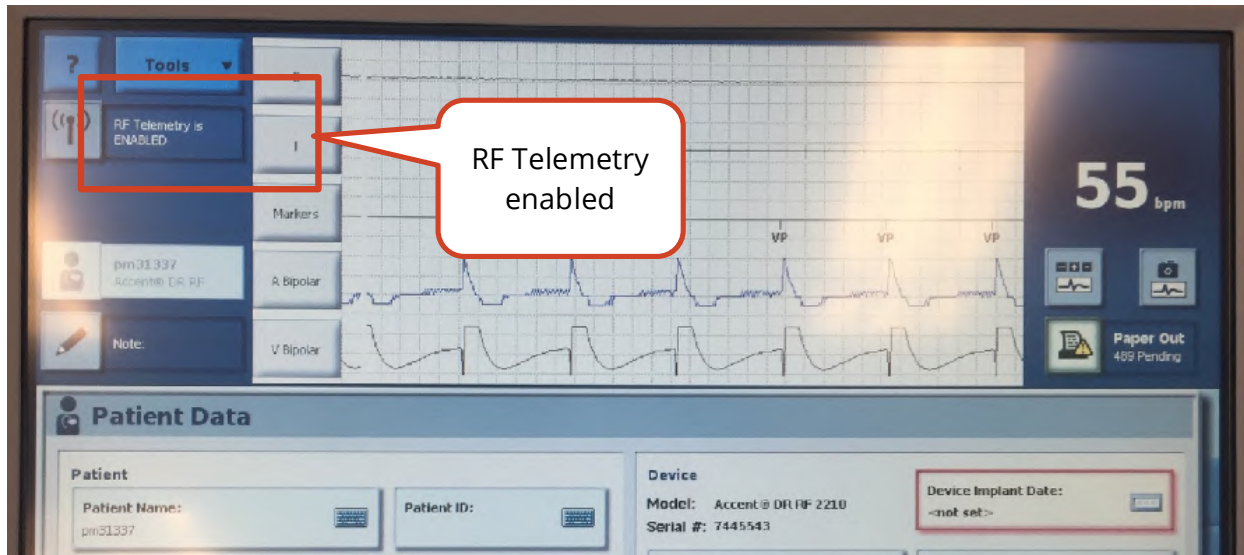 ?
Tools
RF Telemetry is
ENABLED
I
Markers
A Bipolar
V Bipolar
RF Telemetry
enabled
VP VP VP
55 bpm
pm31337
Accent® DR RF
Note:
Paper Out
489 Pending
Patient Data
Patient
Patient Name:
pm31337
Patient ID:
Device
Model: Accent® DR RF 2210
Serial #: 7445543
Device Implant Date:
<not set>